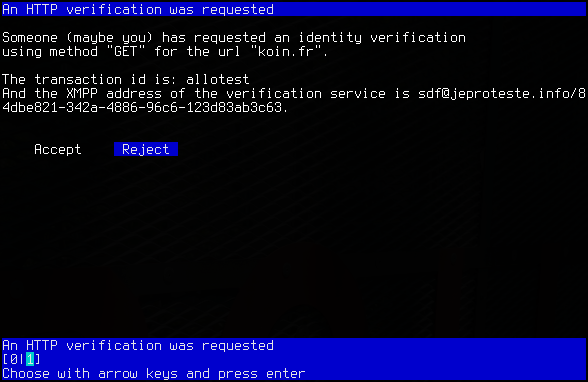 An HTTP verification was requested
Someone (maybe you) has requested an identity verification
using method "GET" for the url "koin.fr".
The transaction id is: allotest
And the XMPP address of the verification service is sdf@jeproteste.info/8
4dbe821-342a-4886-96c6-123d83ab3c63.
Accept Reject
An HTTP verification was requested
[0|1]
Choose with arrow keys and press enter